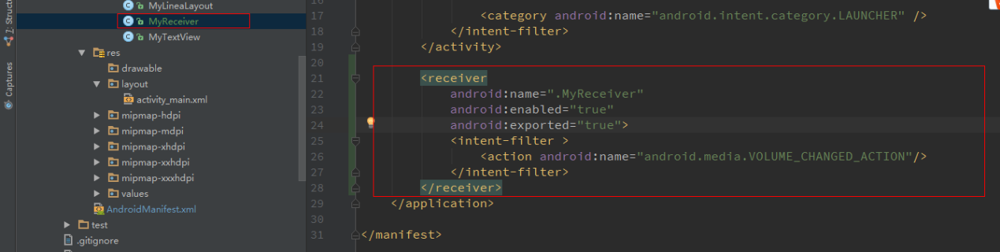 7: Structu
Captures
MyLineaLayout
MyReceiver
MyTextView
res
drawable
layout
activity_main.xml
mipmap-hdpi
mipmap-mdpi
mipmap-xhdpi
mipmap-xxhdpi
mipmap-xxxhdpi
values
AndroidManifest.xml
test
.gitignore
17 <category android:name="android.intent.category.LAUNCHER" />
18 </intent-filter>
19 </activity>
20
21 <receiver
22 android:name=".MyReceiver"
23 android:enabled="true"
24 android:exported="true">
25 <intent-filter >
26 <action android:name="android.media.VOLUME_CHANGED_ACTION"/>
27 </intent-filter>
28 </receiver>
29 </application>
30
31 </manifest>